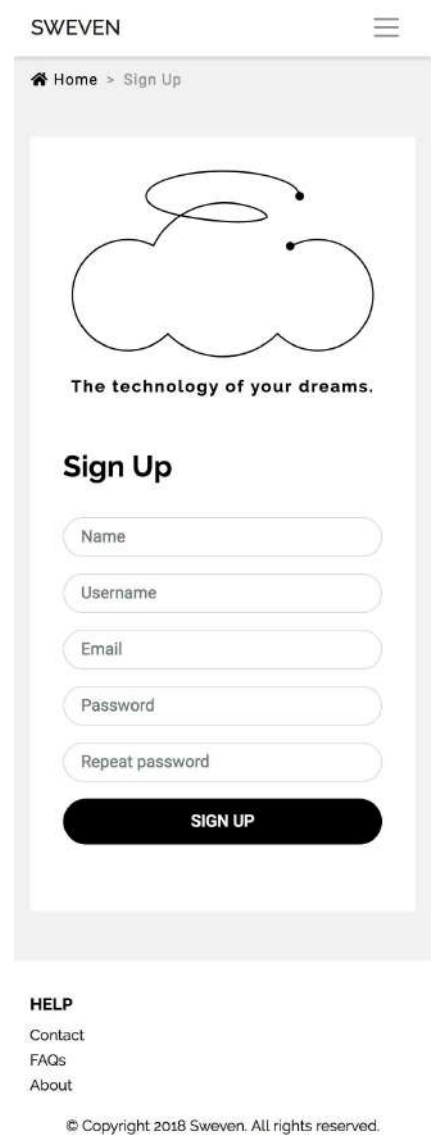 SWEVEN
Home > Sign Up
The technology of your dreams.
Sign Up
Name
Username
Email
Password
Repeat password
SIGN UP
HELP
Contact
FAQs
About
© Copyright 2018 Sweven. All rights reserved.